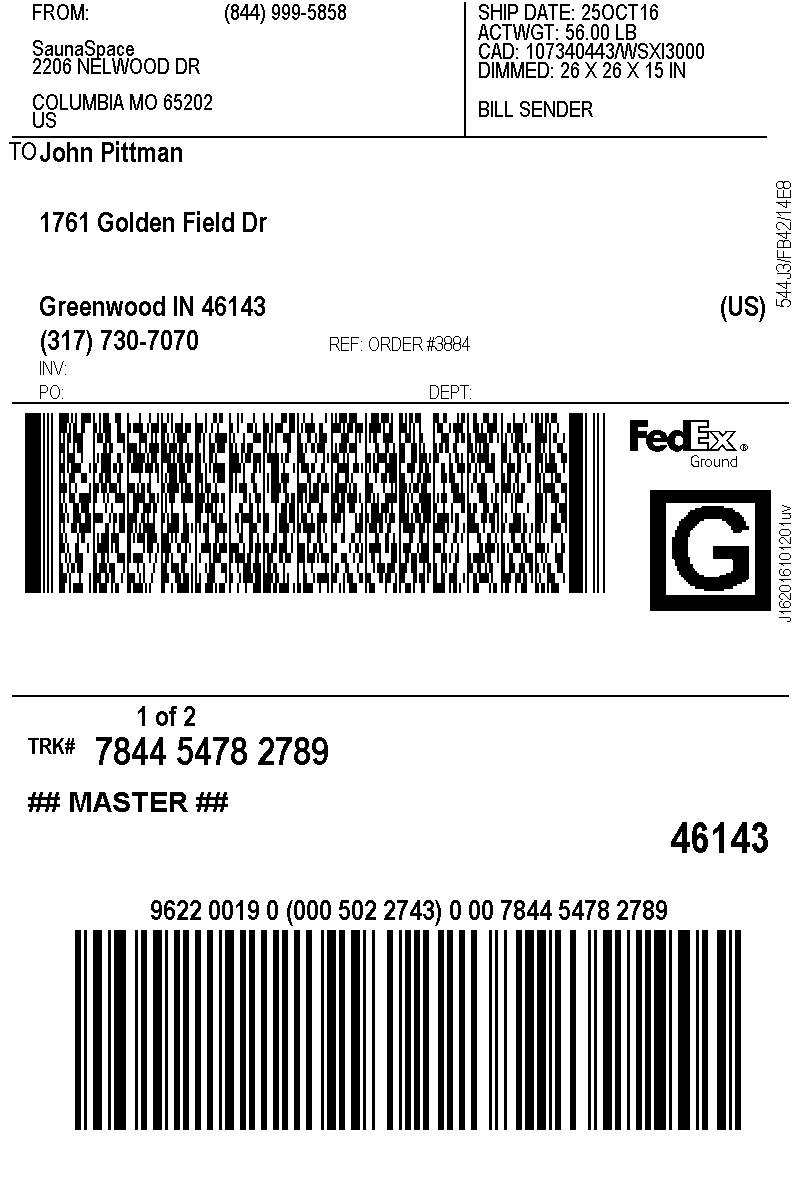 FROM: (844) 999-5858
SaunaSpace
2206 NELWOOD DR
COLUMBIA MO 65202
US
SHIP DATE: 25OCT16
ACTWGT: 56.00 LB
CAD: 107340443/WSXI3000
DIMMED: 26 X 26 X 15 IN
BILL SENDER
TO John Pittman
1761 Golden Field Dr
Greenwood IN 46143 (US)
(317) 730-7070 REF: ORDER #3884
INV:
PO: DEPT:
544J3/FB42/14E8
FedEx®
Ground
G
J162016101201uv
1 of 2
TRK# 7844 5478 2789
## MASTER ##
46143
9622 0019 0 (000 502 2743) 0 00 7844 5478 2789